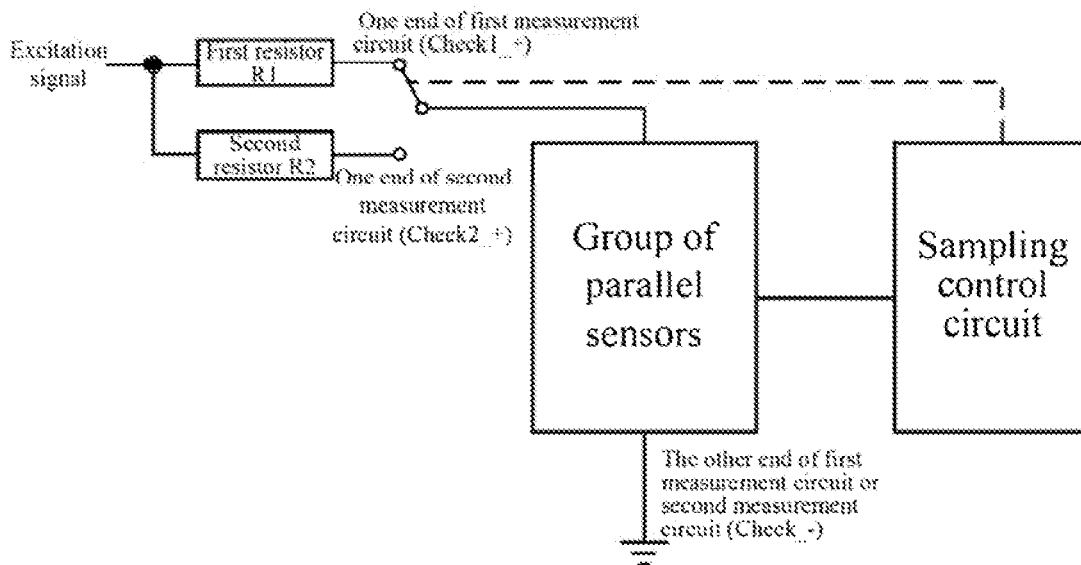 One end of first measurement
circuit (Check1_+)
Excitation
signal
First resistor
R1
Second
resistor R2
One end of second
measurement
circuit (Check2_+)
Group of
parallel
sensors
Sampling
control
circuit
The other end of first
measurement circuit or
second measurement
circuit (Check_-)